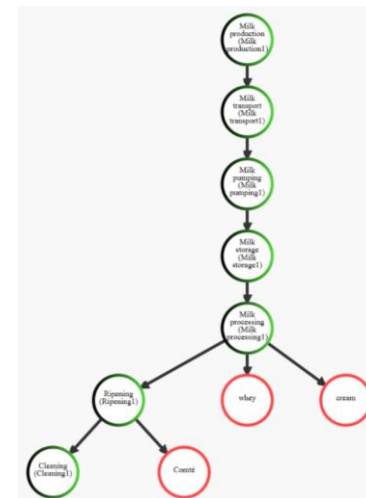 Milk
production
(Milk
production1)
Milk
transport
(Milk
transport1)
Milk
pumping
(Milk
pumping1)
Milk
storage
(Milk
storage1)
Milk
processing
(Milk
processing1)
Ripening
(Ripening1)
whey
cream
Cleaning
(Cleaning1)
Comté